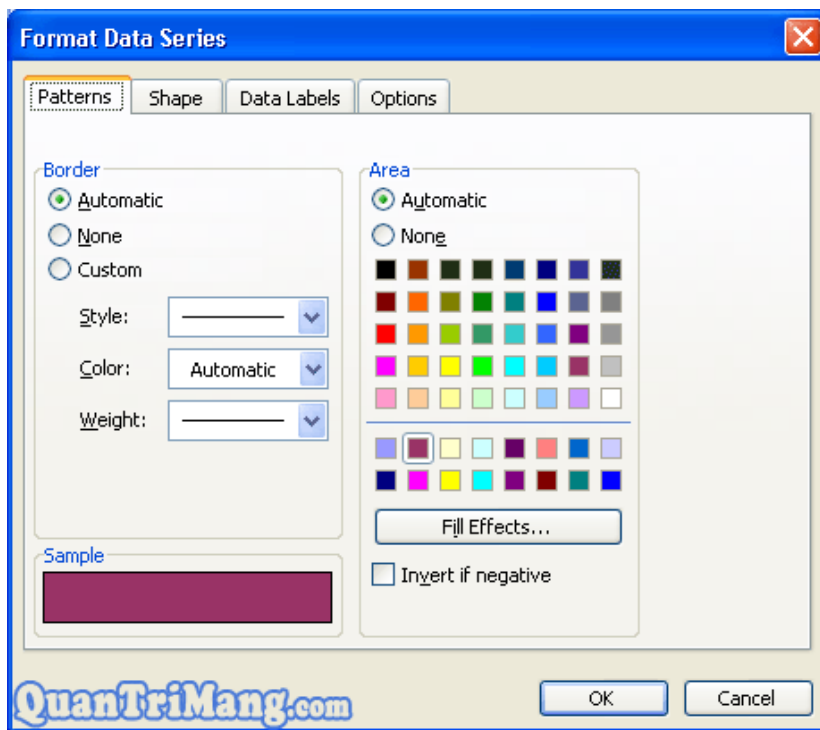 Format Data Series
Patterns Shape Data Labels Options
Border
Automatic
None
Custom
Style:
Color: Automatic
Weight:
Sample
Area
Automatic
None
Fill Effects...
Invert if negative
QuanTriMang.com
OK Cancel